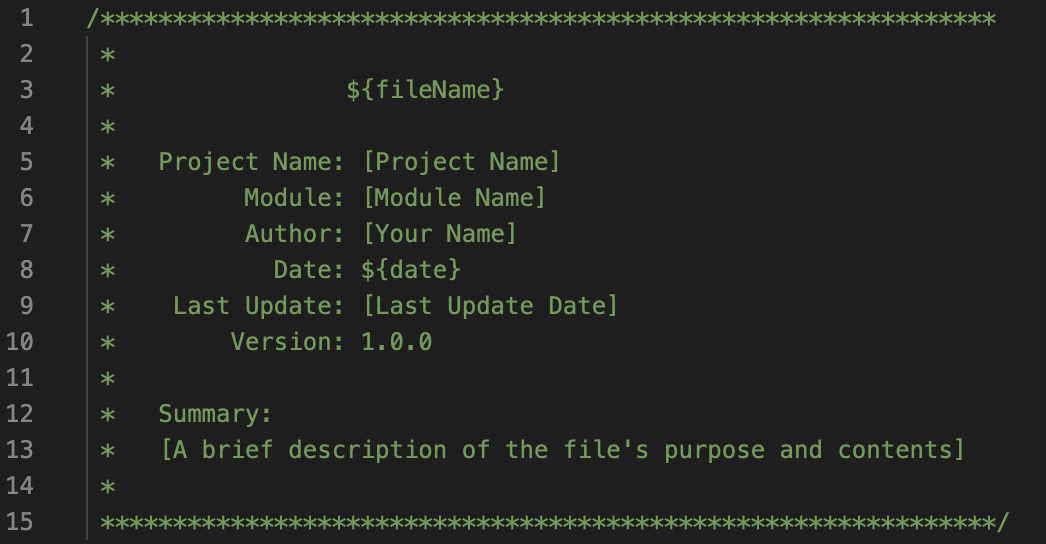 1 /**************************************************************
2 *
3 * ${fileName}
4 *
5 * Project Name: [Project Name]
6 * Module: [Module Name]
7 * Author: [Your Name]
8 * Date: ${date}
9 * Last Update: [Last Update Date]
10 * Version: 1.0.0
11 *
12 * Summary:
13 * [A brief description of the file's purpose and contents]
14 *
15 **************************************************************/